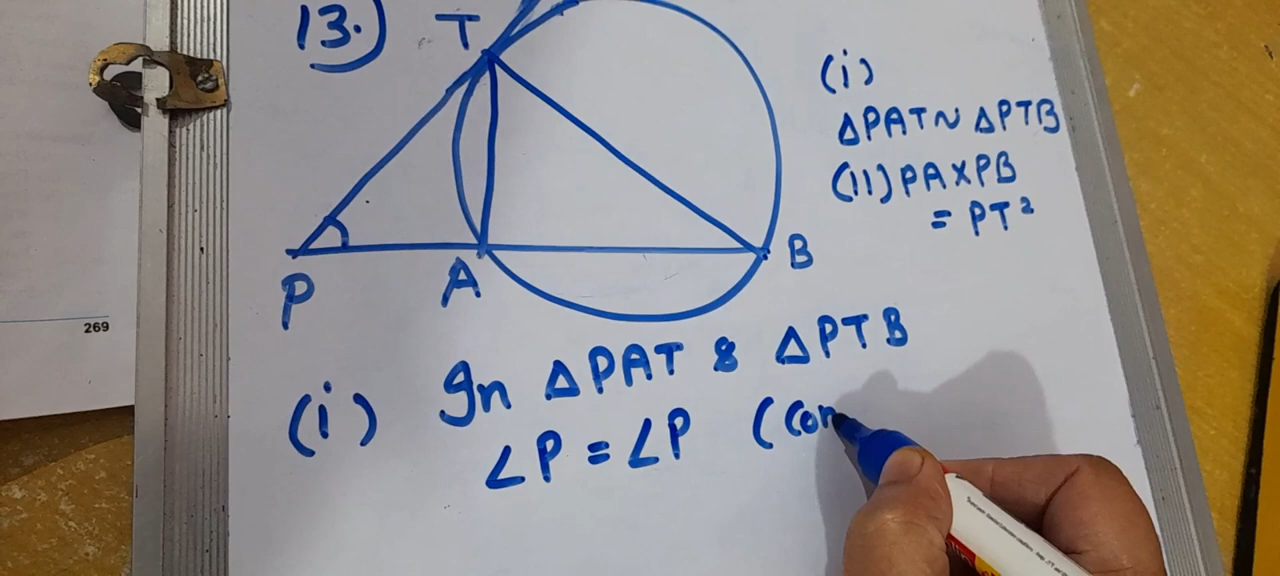 13.)
T
P
A
B
(i)
ΔPAT ~ ΔPTB
(ii) PA×PB
= PT²
269
(i) In ΔPAT & ΔPTB
∠P = ∠P (Com